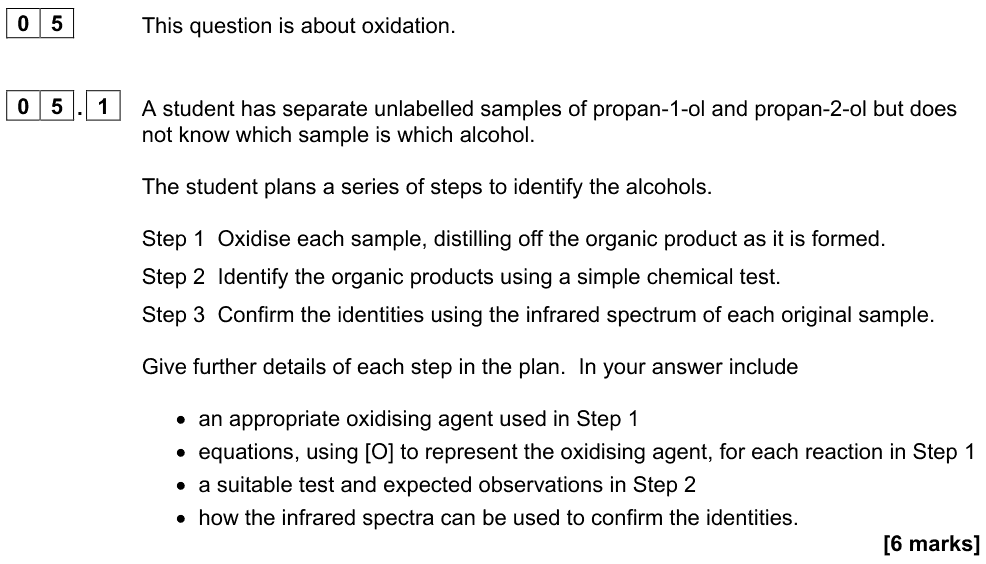 0 5 This question is about oxidation.
0 5 . 1 A student has separate unlabelled samples of propan-1-ol and propan-2-ol but does
not know which sample is which alcohol.
The student plans a series of steps to identify the alcohols.
Step 1 Oxidise each sample, distilling off the organic product as it is formed.
Step 2 Identify the organic products using a simple chemical test.
Step 3 Confirm the identities using the infrared spectrum of each original sample.
Give further details of each step in the plan. In your answer include
• an appropriate oxidising agent used in Step 1
• equations, using [O] to represent the oxidising agent, for each reaction in Step 1
• a suitable test and expected observations in Step 2
• how the infrared spectra can be used to confirm the identities.
[6 marks]